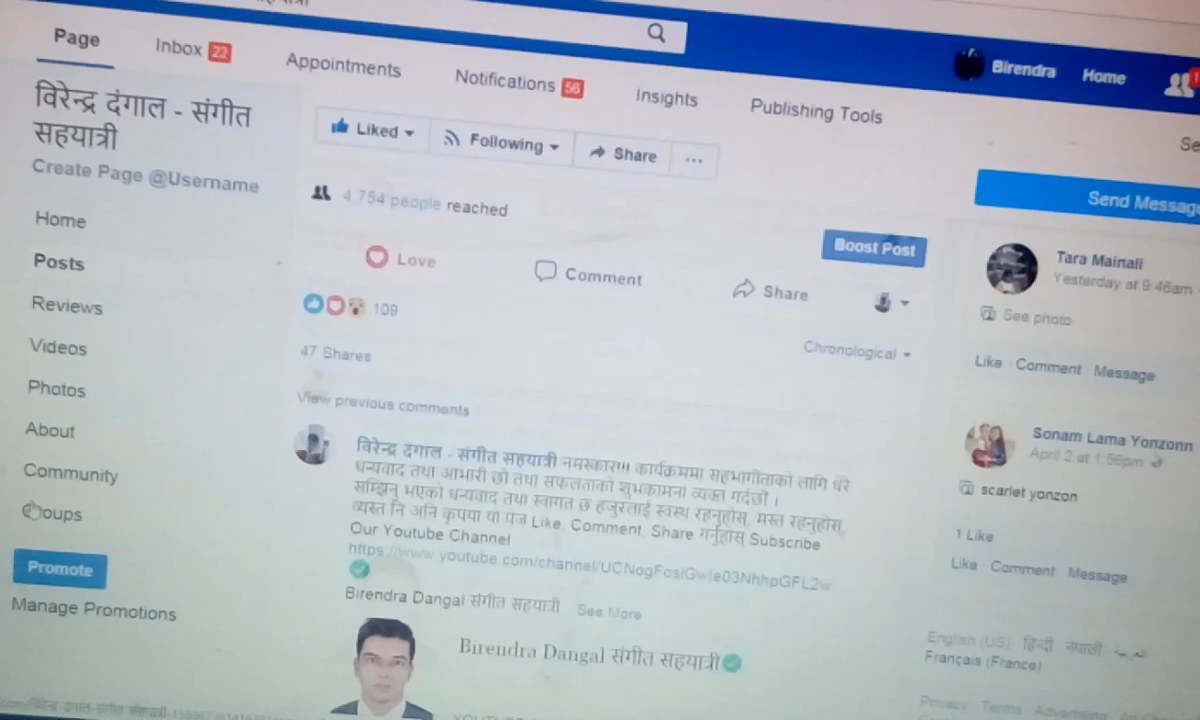 Page
Inbox 22
Appointments
Notifications 56
Insights
Publishing Tools
Birendra
Home
विरेन्द्र दंगाल - संगीत
सहयात्री
Create Page @Username
Home
Posts
Reviews
Videos
Photos
About
Community
Promote
Manage Promotions
Liked
Following
Share
...
4,754 people reached
Boost Post
Love
Comment
Share
109
Chronological
47 Shares
View previous comments
विरेन्द्र दंगाल - संगीत सहयात्री नमस्कार!!! कार्यक्रममा सहभागीताको लागि धेरै
धन्यवाद तथा आभारी छौ तथा सफलताको शुभकामना व्यक्त गर्दछौ ।
सम्झिनु भएको धन्यवाद तथा स्वागत छ हजुरलाई स्वस्थ रहनुहोस्, मस्त रहनुहोस्,
व्यस्त नि अनि कृपया यो पेज Like, Comment, Share गर्नुहोस् Subscribe
Our Youtube Channel
https://www.youtube.com/channel/
Birendra Dangal संगीत सहयात्री See More
Birendra Dangal संगीत सहयात्री
Send Message
Tara Mainali
Yesterday at 9:46am
See photo
Like Comment Message
Sonam Lama Yonzonn
April 2 at 1:56pm
scarlet yonzon
1 Like
Like Comment Message
English (US) हिन्दी नेपाली العربية
Français (France)
Privacy Terms Advertising